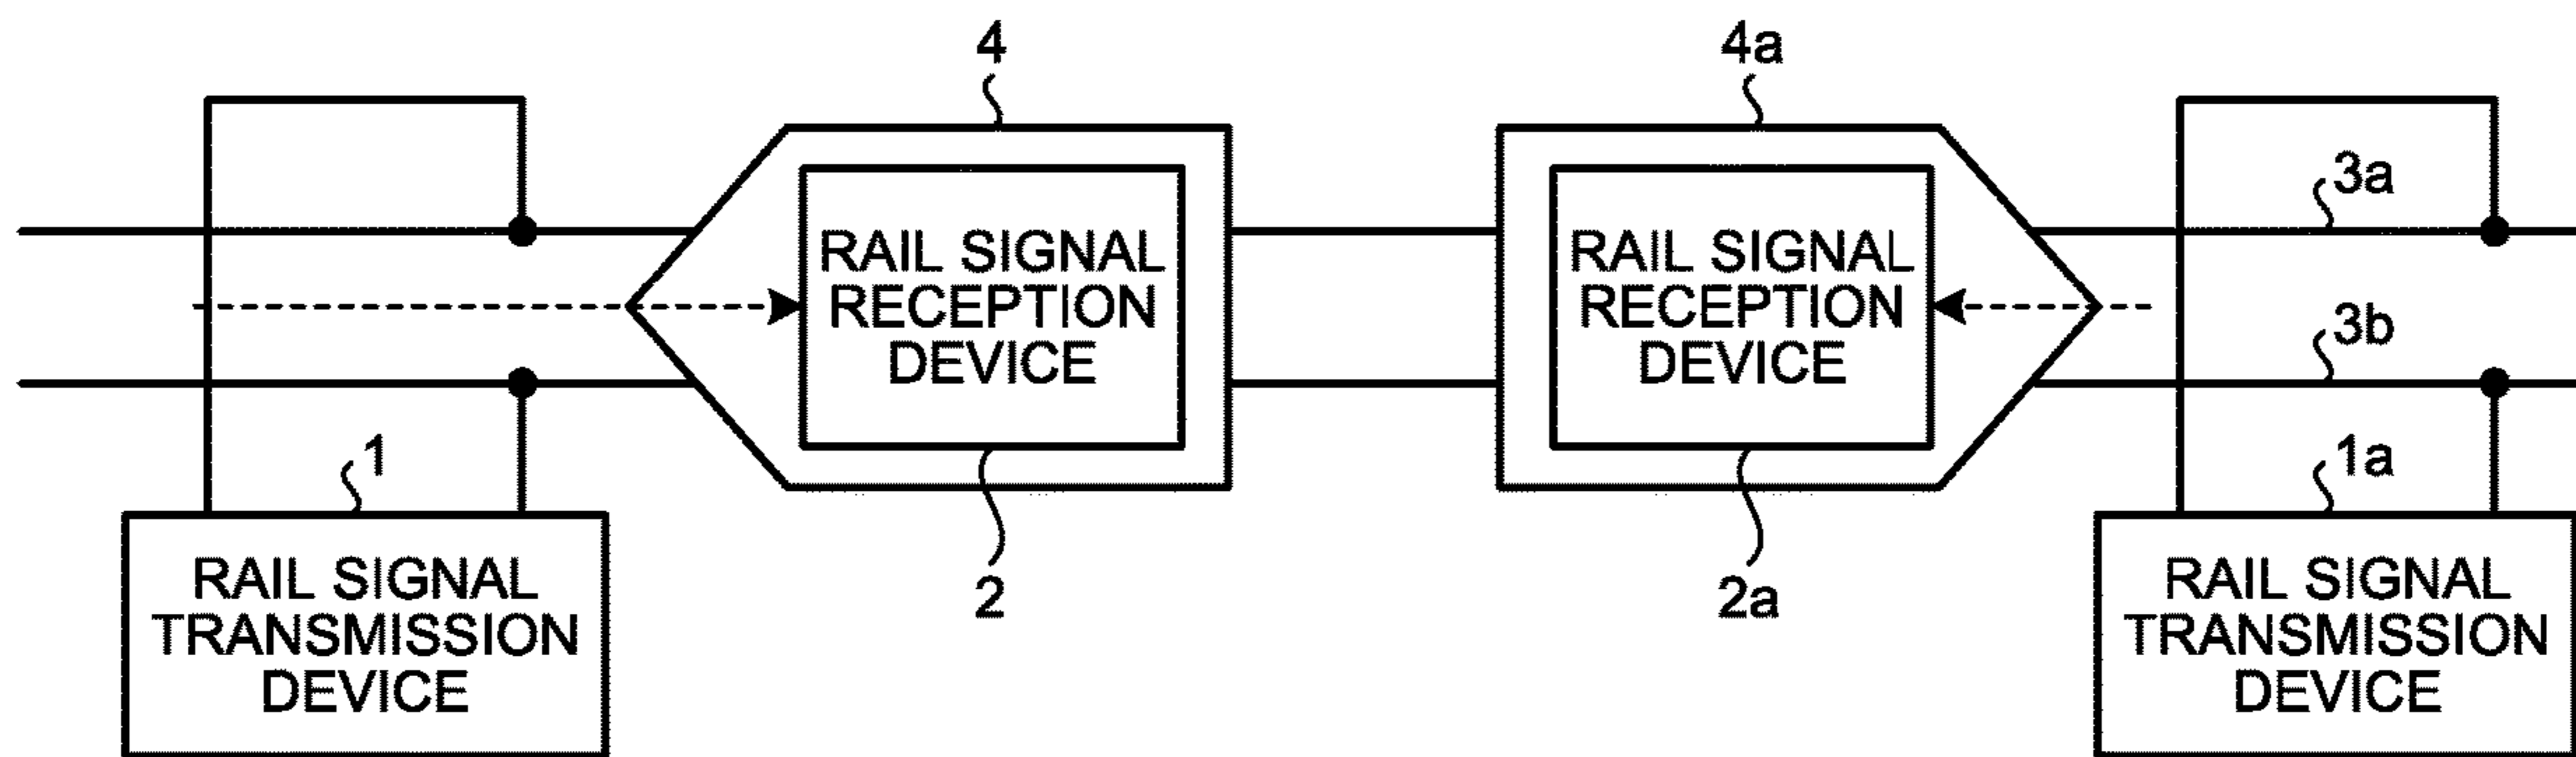 4
4a
3a
RAIL SIGNAL
RECEPTION
DEVICE
RAIL SIGNAL
RECEPTION
DEVICE
3b
1
1a
2
2a
RAIL SIGNAL
TRANSMISSION
DEVICE
RAIL SIGNAL
TRANSMISSION
DEVICE